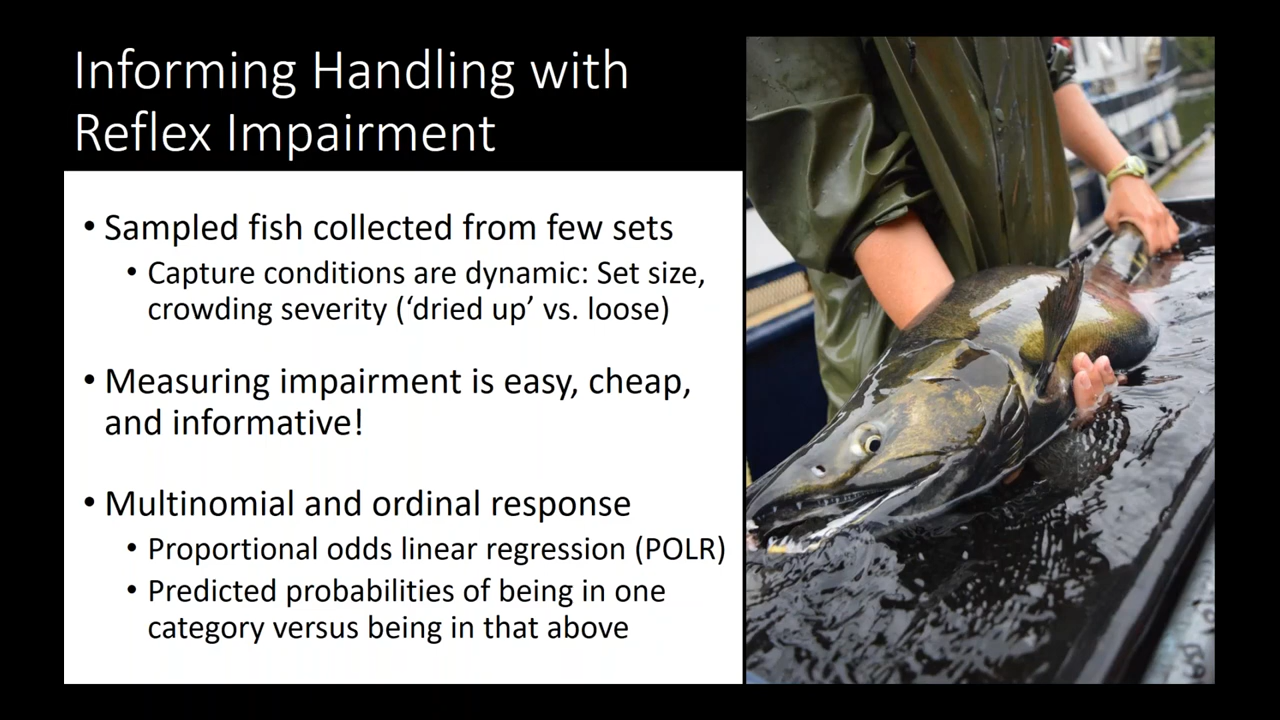 Informing Handling with
Reflex Impairment
• Sampled fish collected from few sets
• Capture conditions are dynamic: Set size,
crowding severity (‘dried up’ vs. loose)
• Measuring impairment is easy, cheap,
and informative!
• Multinomial and ordinal response
• Proportional odds linear regression (POLR)
• Predicted probabilities of being in one
category versus being in that above